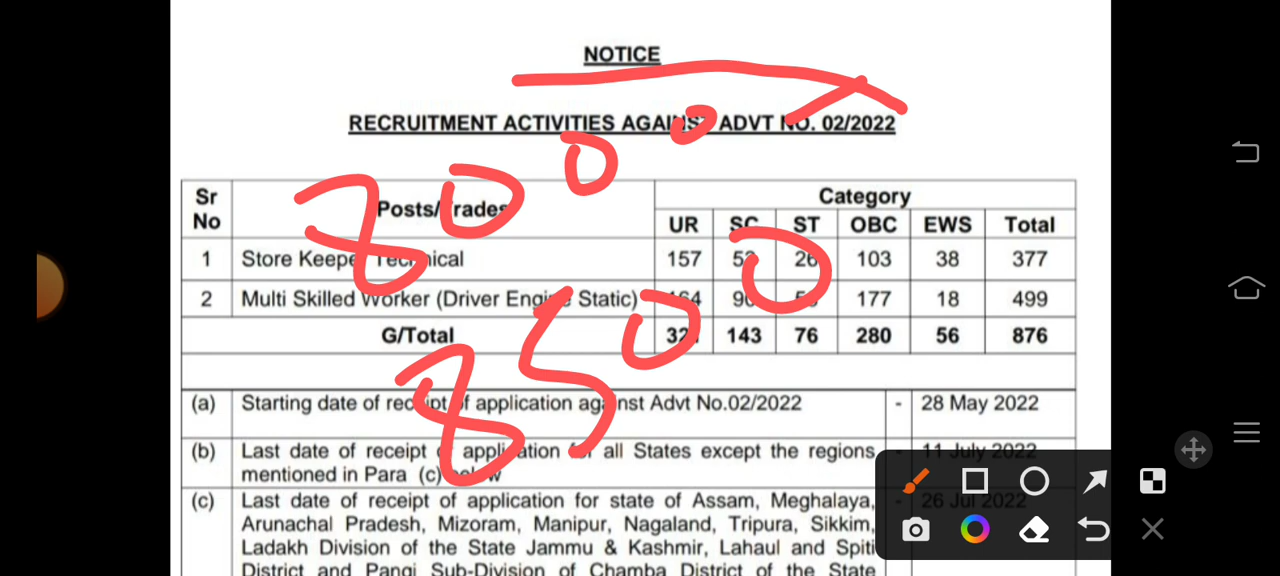 NOTICE
RECRUITMENT ACTIVITIES AGAINST ADVT NO. 02/2022
8000
Sr No Posts/Trades Category
UR SC ST OBC EWS Total
1 Store Keeper Technical 157 53 26 103 38 377
2 Multi Skilled Worker (Driver Engine Static) 164 90 50 177 18 499
G/Total 321 143 76 280 56 876
8500
(a) Starting date of receipt of application against Advt No.02/2022 - 28 May 2022
(b) Last date of receipt of application for all States except the regions - 11 July 2022
mentioned in Para (c) below
(c) Last date of receipt of application for state of Assam, Meghalaya, 26 Jul 2022
Arunachal Pradesh, Mizoram, Manipur, Nagaland, Tripura, Sikkim,
Ladakh Division of the State Jammu & Kashmir, Lahaul and Spiti
District and Pangi Sub-Division of Chamba District of the State